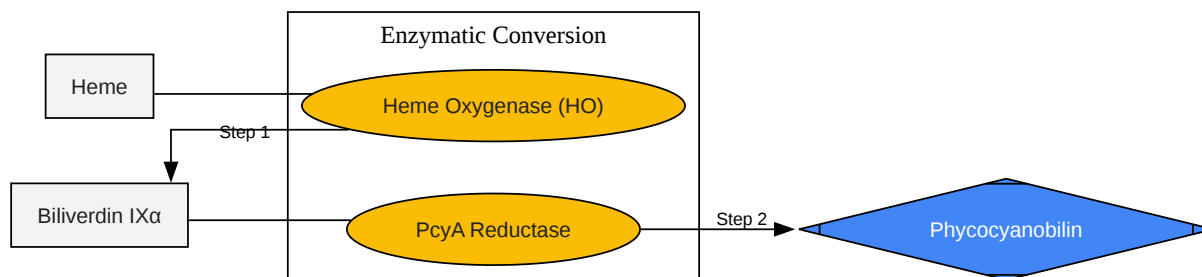 Enzymatic Conversion
Heme
Heme Oxygenase (HO)
Step 1
Biliverdin IXα
PcyA Reductase
Step 2
Phycocyanobilin